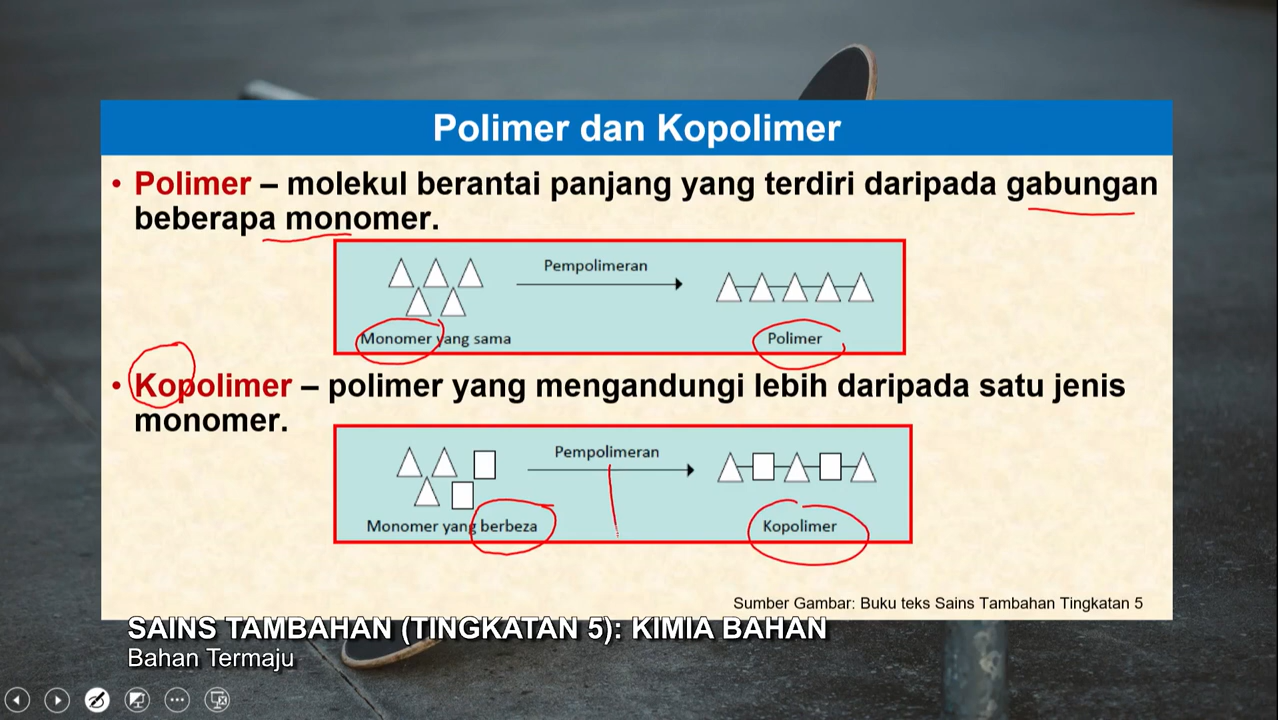 Polimer dan Kopolimer
• Polimer – molekul berantai panjang yang terdiri daripada gabungan
beberapa monomer.
Pempolimeran
Monomer yang sama
Polimer
• Kopolimer – polimer yang mengandungi lebih daripada satu jenis
monomer.
Pempolimeran
Monomer yang berbeza
Kopolimer
Sumber Gambar: Buku teks Sains Tambahan Tingkatan 5
SAINS TAMBAHAN (TINGKATAN 5): KIMIA BAHAN
Bahan Termaju